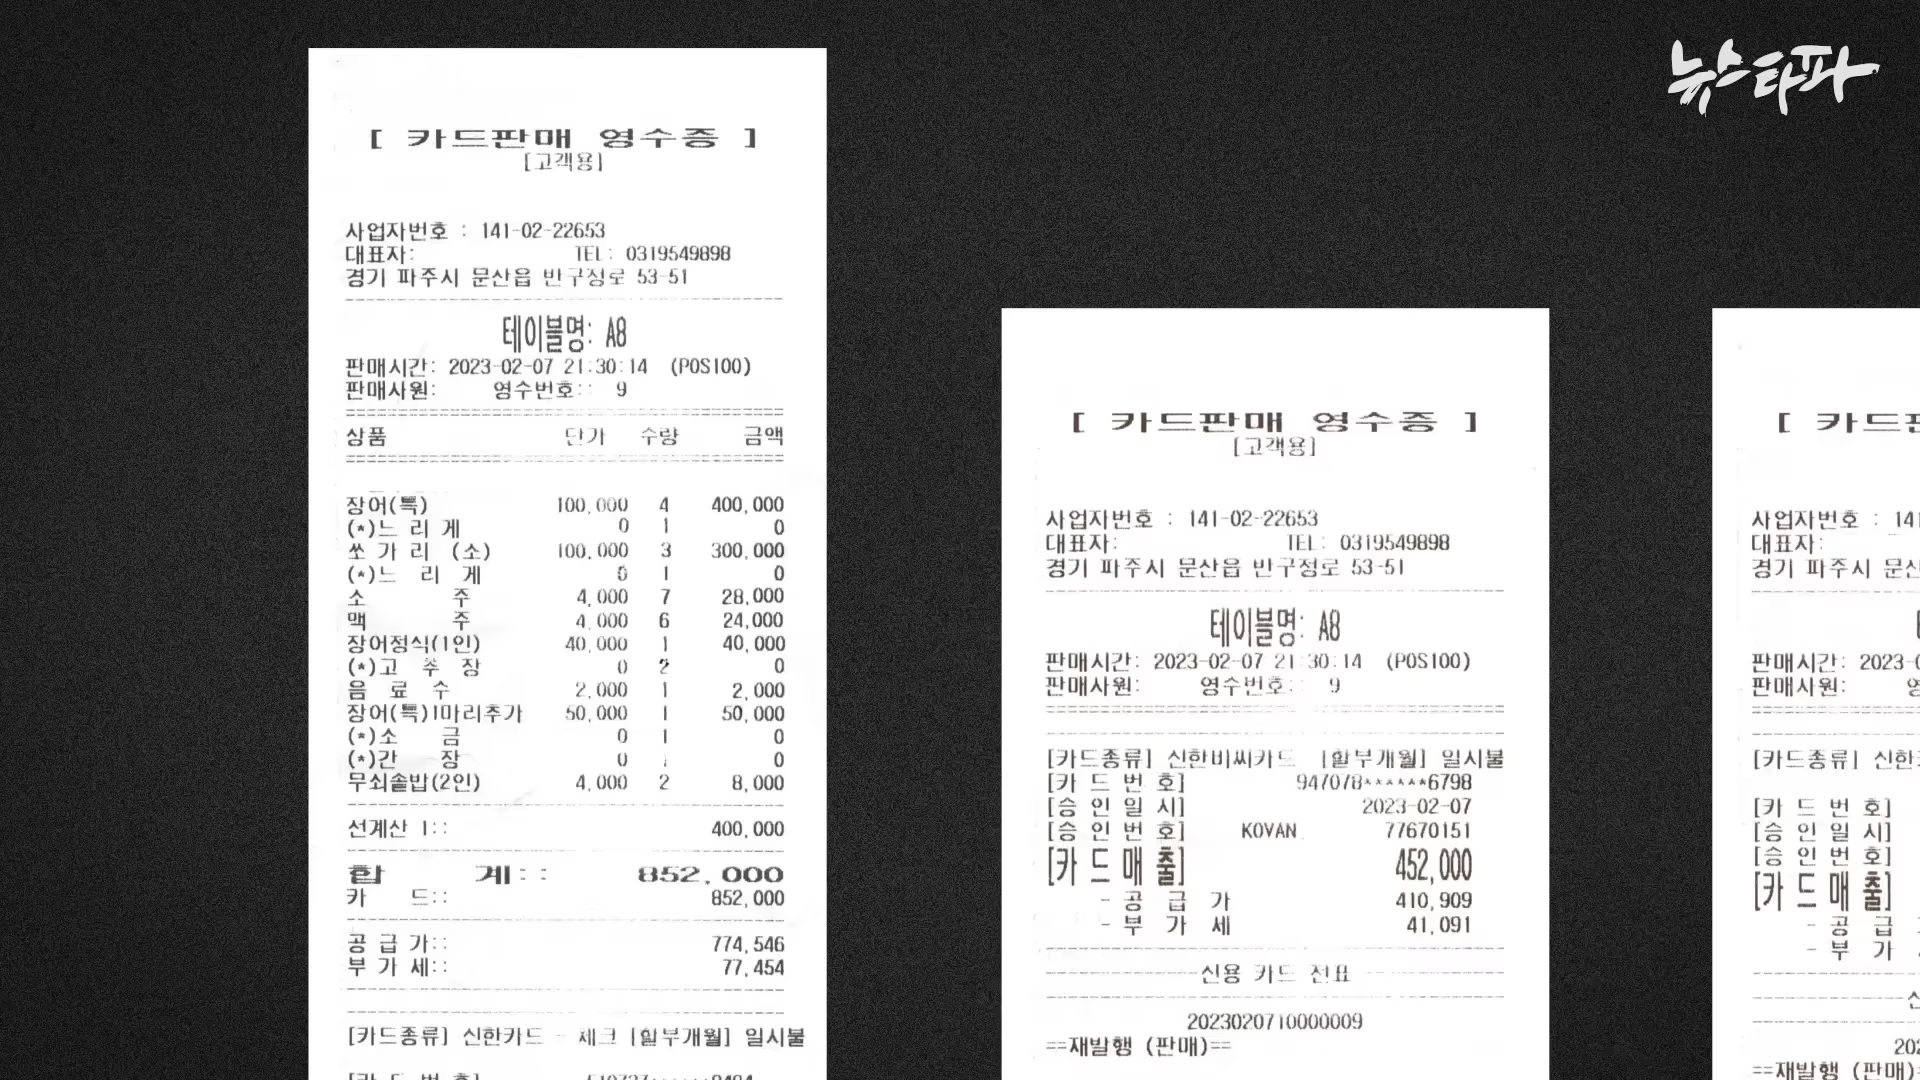 뉴스타파
[ 카드판매 영수증 ]
[고객용]
사업자번호 : 141-02-22653
대표자: TEL: 0319549898
경기 파주시 문산읍 반구정로 53-51
테이블명: A8
판매시간: 2023-02-07 21:30:14 (POS100)
판매사원: 영수번호:: 9
상품 단가 수량 금액
장어(특) 100,000 4 400,000
(*)느 리 게 0 1 0
쏘 가 리 (소) 100,000 3 300,000
(*)느 리 게 0 1 0
소 주 4,000 7 28,000
맥 주 4,000 6 24,000
장어정식(1인) 40,000 1 40,000
(*)고 추 장 0 2 0
음 료 수 2,000 1 2,000
장어(특)1마리추가 50,000 1 50,000
(*)소 금 0 1 0
(*)간 장 0 0
무쇠솥밥(2인) 4,000 2 8,000
선계산 1:: 400,000
합 계:: 852,000
카 드:: 852,000
공 급 가:: 774,546
부 가 세:: 77,454
[카드종류] 신한카드 - 체크 [할부개월] 일시불
[카 드 번 호]
[ 카드판매 영수증 ]
[고객용]
사업자번호 : 141-02-22653
대표자: TEL: 0319549898
경기 파주시 문산읍 반구정로 53-51
테이블명: A8
판매시간: 2023-02-07 21:30:14 (POS100)
판매사원: 영수번호:: 9
[카드종류] 신한비씨카드 [할부개월] 일시불
[카 드 번 호] 947078******6798
[승 인 일 시] 2023-02-07
[승 인 번 호] KOVAN 77670151
[카 드 매 출] 452,000
- 공 급 가 410,909
- 부 가 세 41,091
신용 카드 전표
2023020710000009
==재발행 (판매)==
[ 카드판
사업자번호 : 141
대표자:
경기 파주시 문산
판매시간: 2023-0
판매사원:
[카드종류] 신한
[카 드 번 호]
[승 인 일 시]
[승 인 번 호]
[카 드 매 출]
- 공 급
- 부 가
신
202
==재발행 (판매)